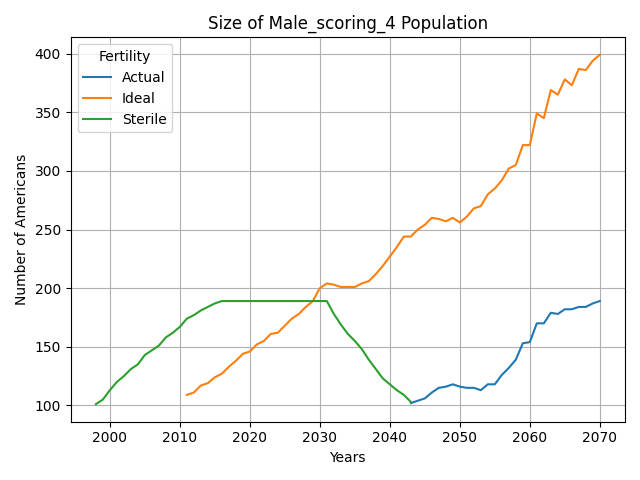 Size of Male_scoring_4 Population
Fertility
Actual
Ideal
Sterile
Number of Americans
400
350
300
250
200
150
100
2000 2010 2020 2030 2040 2050 2060 2070
Years